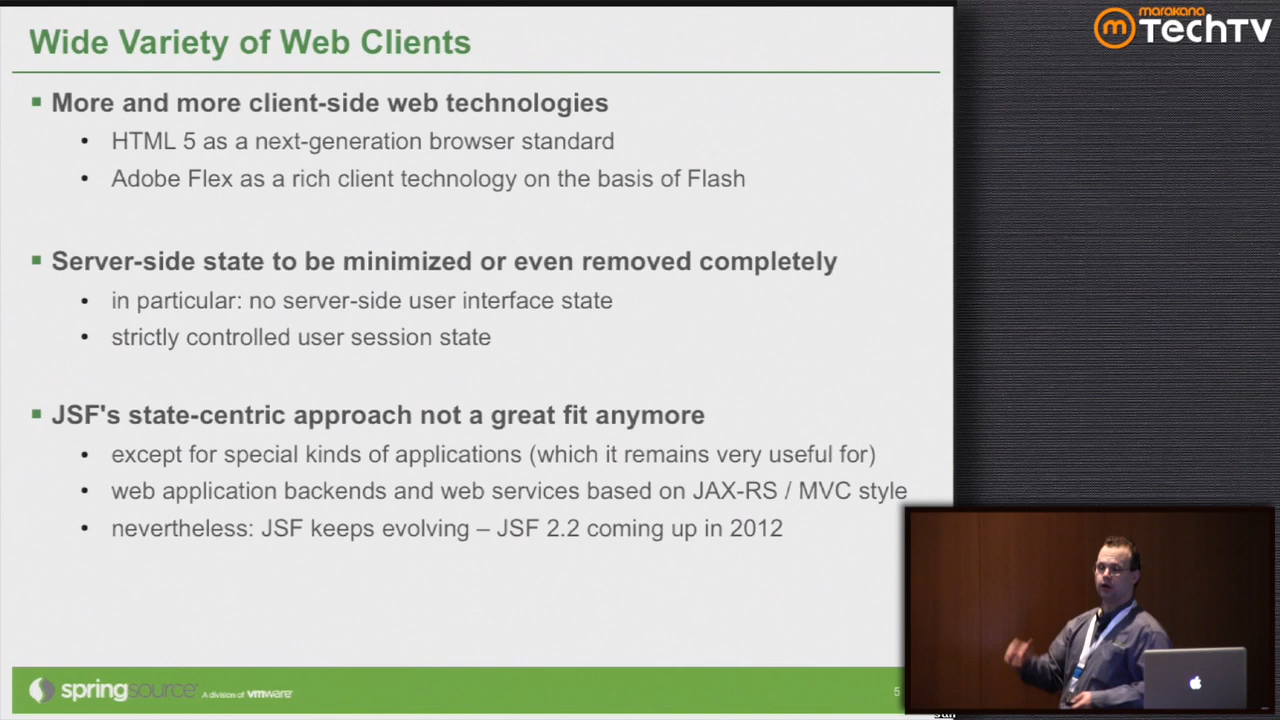 Wide Variety of Web Clients
marakana
m TechTV
More and more client-side web technologies
HTML 5 as a next-generation browser standard
Adobe Flex as a rich client technology on the basis of Flash
Server-side state to be minimized or even removed completely
in particular: no server-side user interface state
strictly controlled user session state
JSF's state-centric approach not a great fit anymore
except for special kinds of applications (which it remains very useful for)
web application backends and web services based on JAX-RS / MVC style
nevertheless: JSF keeps evolving – JSF 2.2 coming up in 2012
springsource A division of vmware
5